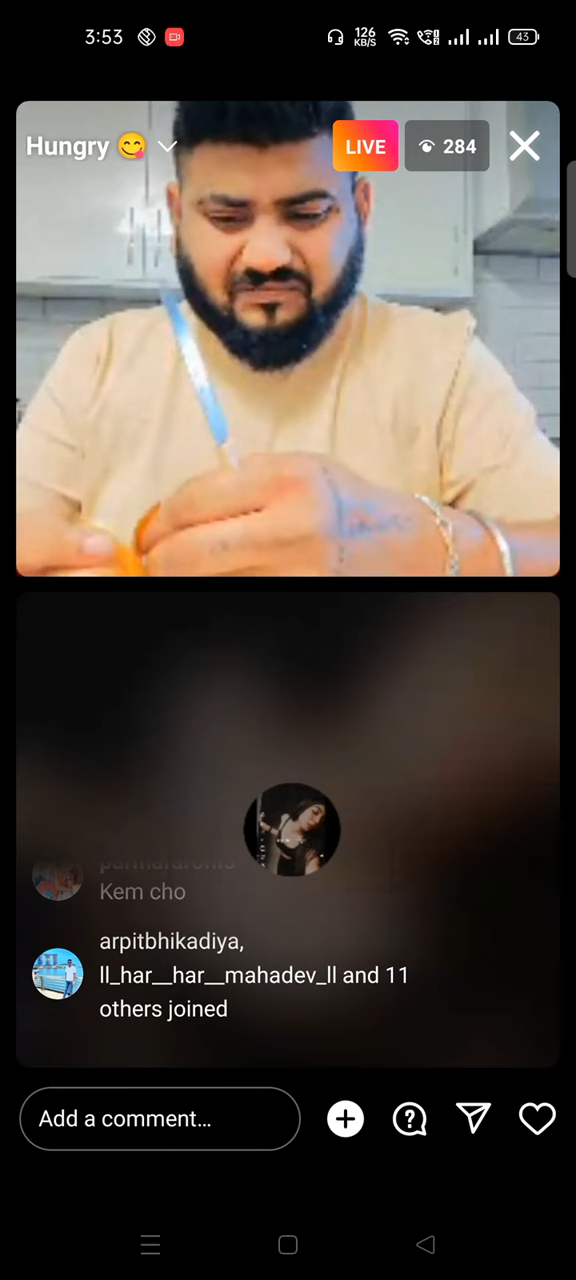 3:53
126
KB/S
43
Hungry 😋
LIVE
284
Kem cho
arpitbhikadiya,
ll_har__har__mahadev_ll and 11
others joined
Add a comment...